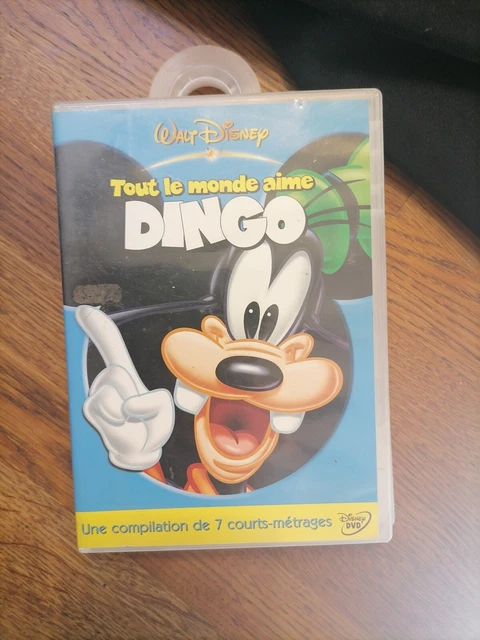 WALT DISNEY
Tout le monde aime
DINGO
Une compilation de 7 courts-métrages
DISNEY
DVD